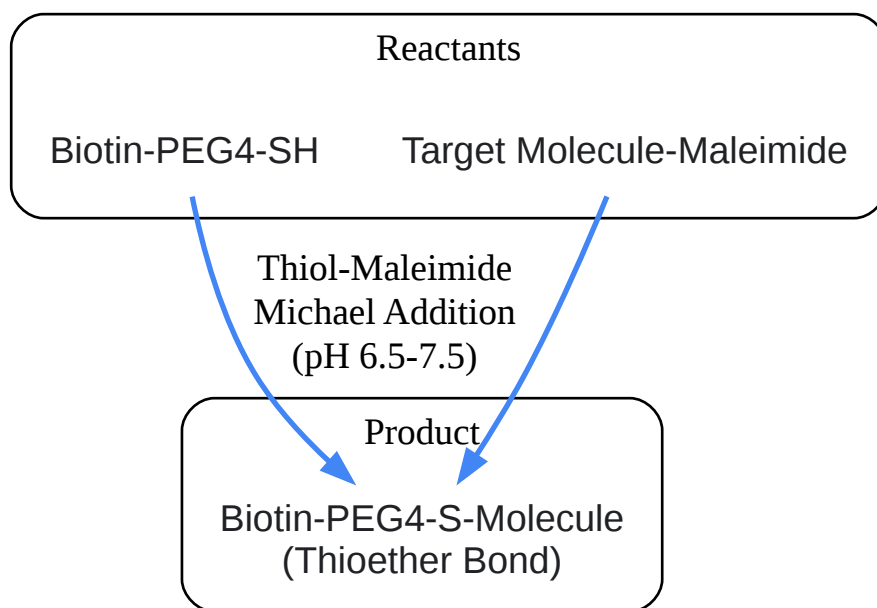 Reactants
Biotin-PEG4-SH
Target Molecule-Maleimide
Thiol-Maleimide
Michael Addition
(pH 6.5-7.5)
Product
Biotin-PEG4-S-Molecule
(Thioether Bond)